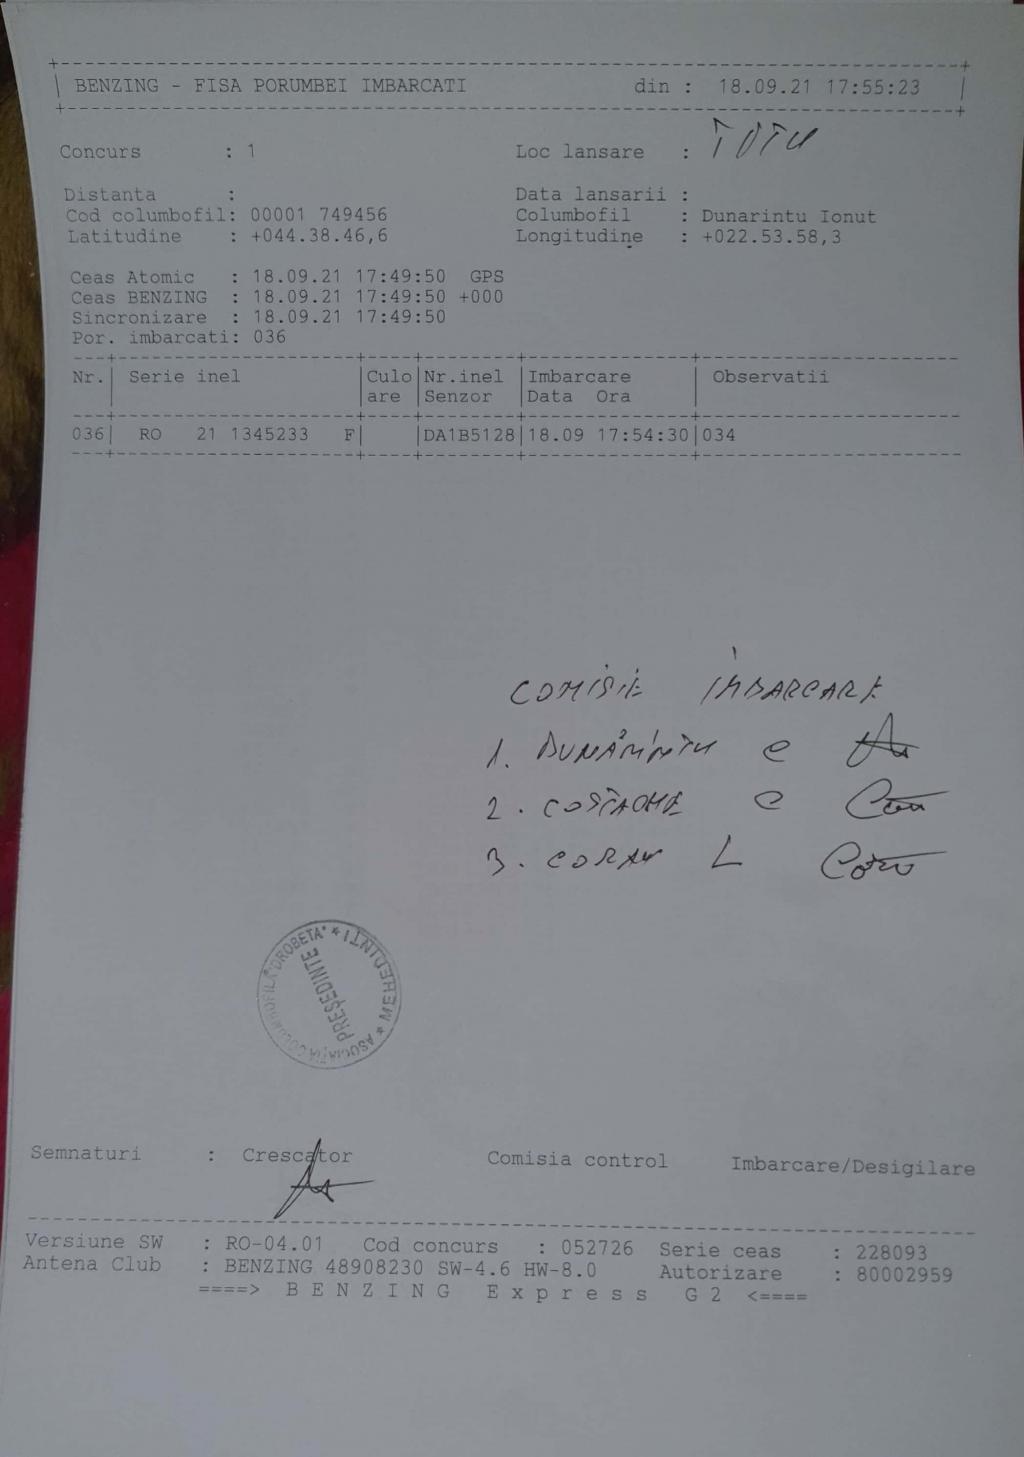 BENZING - FISA PORUMBEI IMBARCATI din : 18.09.21 17:55:23
Concurs : 1 Loc lansare : TOTU
Distanta : Data lansarii :
Cod columbofil: 00001 749456 Columbofil : Dunarintu Ionut
Latitudine : +044.38.46,6 Longitudine : +022.53.58,3
Ceas Atomic : 18.09.21 17:49:50 GPS
Ceas BENZING : 18.09.21 17:49:50 +000
Sincronizare : 18.09.21 17:49:50
Por. imbarcati: 036
Nr. Serie inel Culo Nr.inel Imbarcare Observatii
are Senzor Data Ora
036 RO 21 1345233 F DA1B5128 18.09 17:54:30 034
COMISIE IMBARCARE
1. DUNĂRINTU e
2. COSTACHE e
3. CORAN L
ASOCIAȚIA COLUMBOFILĂ "DROBETA" * MEHEDINȚI *
PREȘEDINTE
Semnaturi : Crescator Comisia control Imbarcare/Desigilare
Versiune SW : RO-04.01 Cod concurs : 052726 Serie ceas : 228093
Antena Club : BENZING 48908230 SW-4.6 HW-8.0 Autorizare : 80002959
====> B E N Z I N G E x p r e s s G 2 <====